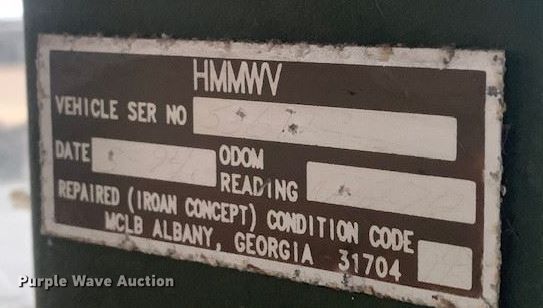 HMMWV
VEHICLE SER NO
DATE ODOM
READING
REPAIRED (IROAN CONCEPT) CONDITION CODE
MCLB ALBANY, GEORGIA 31704
Purple Wave Auction